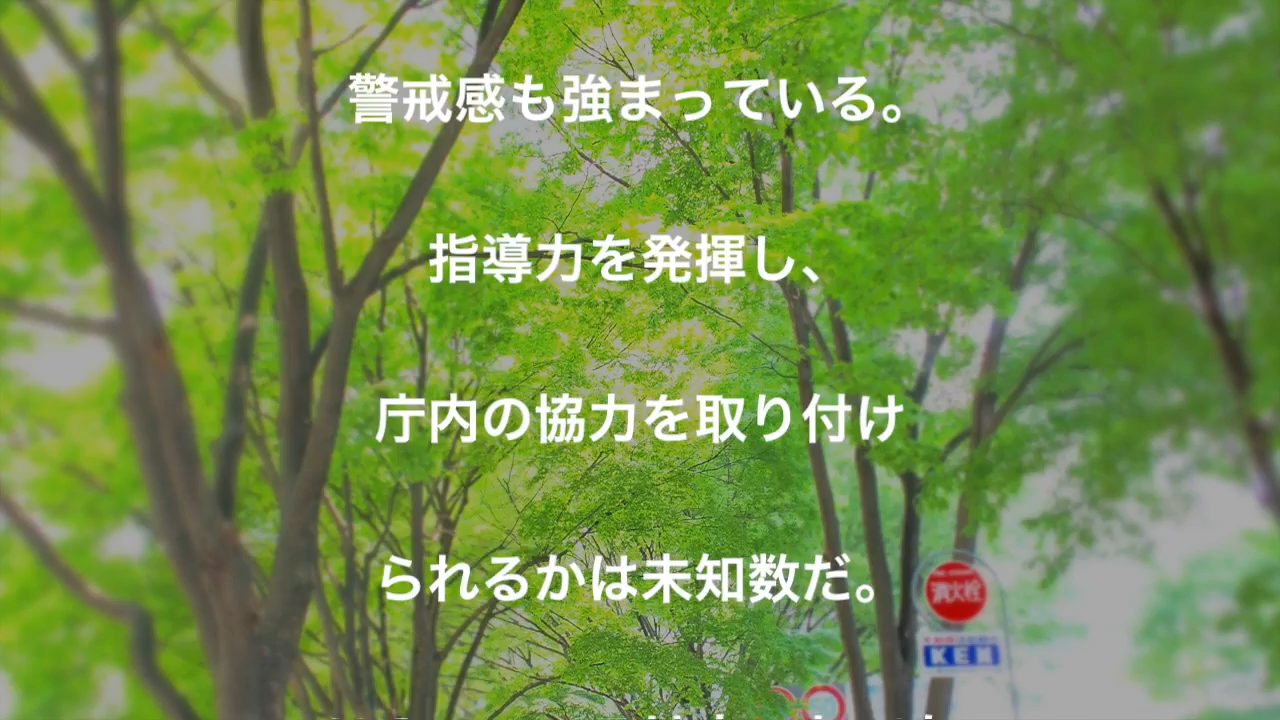 警戒感も強まっている。
指導力を発揮し、
庁内の協力を取り付け
られるかは未知数だ。
消火栓
KEM